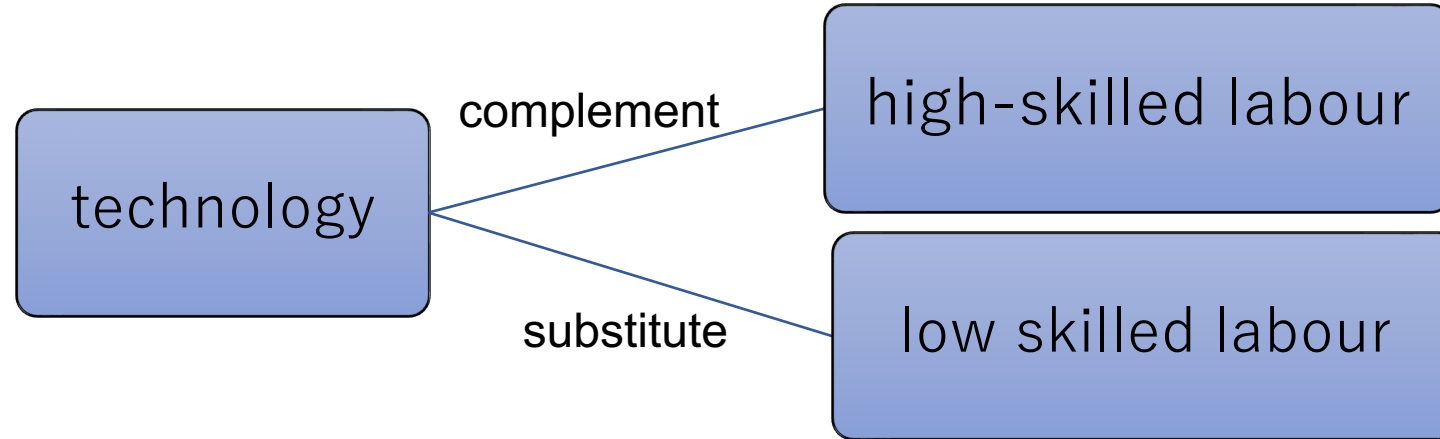 technology
complement
high-skilled labour
substitute
low skilled labour